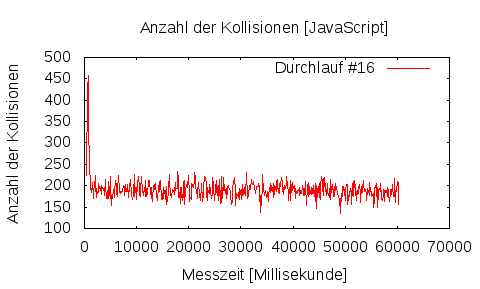 Anzahl der Kollisionen [JavaScript]
Durchlauf #16
Anzahl der Kollisionen
500
450
400
350
300
250
200
150
100
0 10000 20000 30000 40000 50000 60000 70000
Messzeit [Millisekunde]